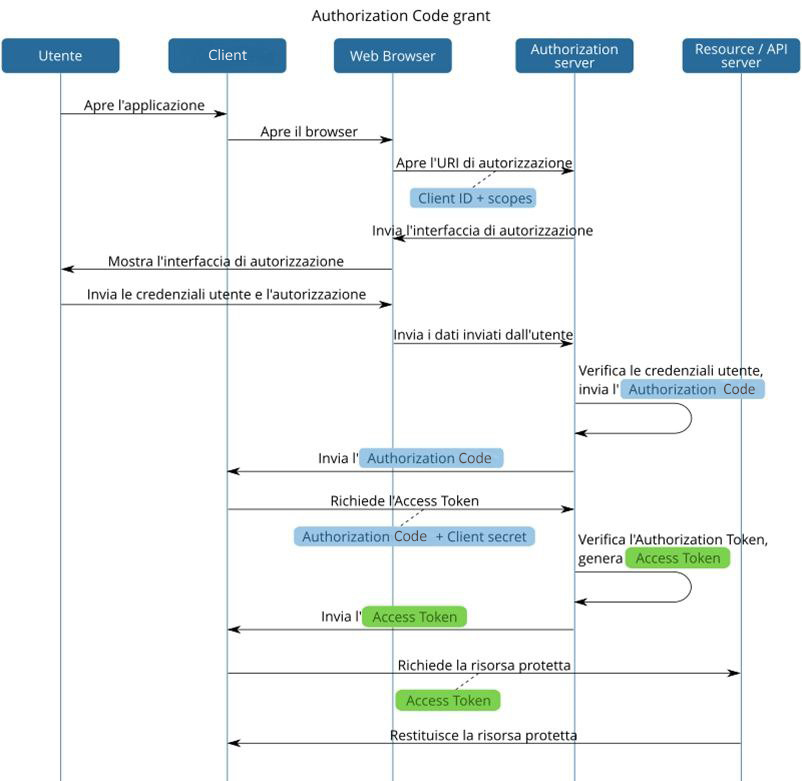 Authorization Code grant
Utente
Client
Web Browser
Authorization
server
Resource / API
server
Apre l'applicazione
Apre il browser
Apre l'URI di autorizzazione
Client ID + scopes
Invia l'interfaccia di autorizzazione
Mostra l'interfaccia di autorizzazione
Invia le credenziali utente e l'autorizzazione
Invia i dati inviati dall'utente
Verifica le credenziali utente,
invia l' Authorization Code
Invia l' Authorization Code
Richiede l'Access Token
Authorization Code + Client secret
Verifica l'Authorization Token,
genera Access Token
Invia l' Access Token
Richiede la risorsa protetta
Access Token
Restituisce la risorsa protetta